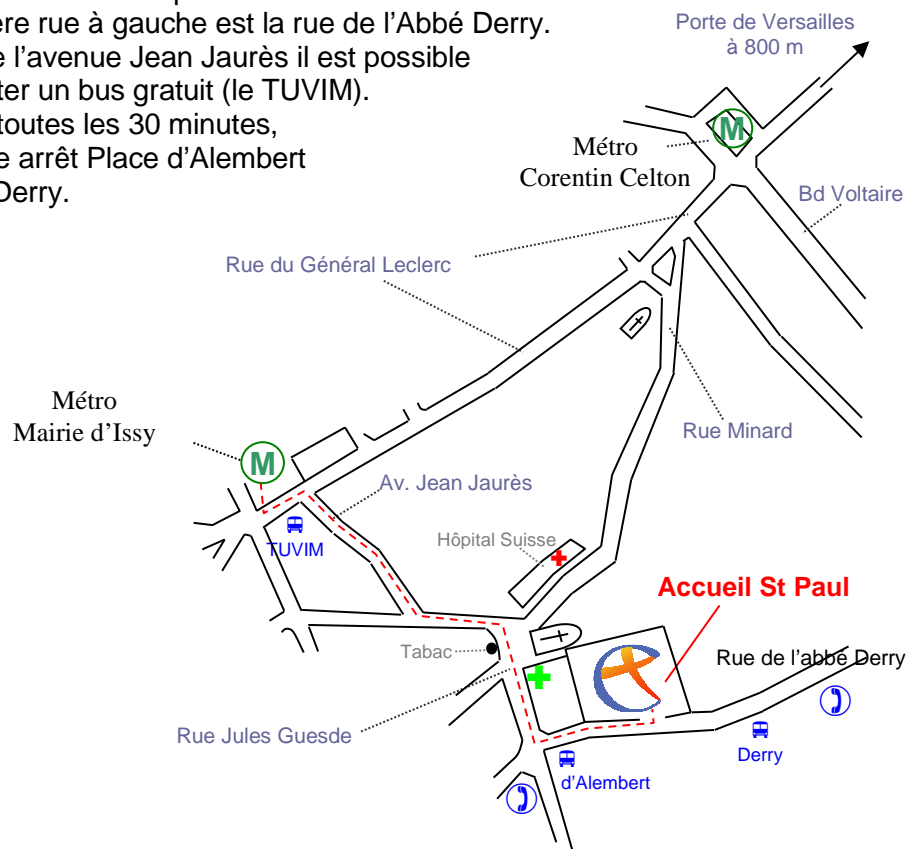 ère rue à gauche est la rue de l'Abbé Derry.
e l'avenue Jean Jaurès il est possible
ter un bus gratuit (le TUVIM).
toutes les 30 minutes,
e arrêt Place d'Alembert
Derry.
Porte de Versailles
à 800 m
M
Métro
Corentin Celton
Bd Voltaire
Rue du Général Leclerc
Métro
Mairie d'Issy
M
Rue Minard
Av. Jean Jaurès
TUVIM
Hôpital Suisse
Accueil St Paul
Tabac
Rue de l'abbé Derry
Rue Jules Guesde
Derry
d'Alembert